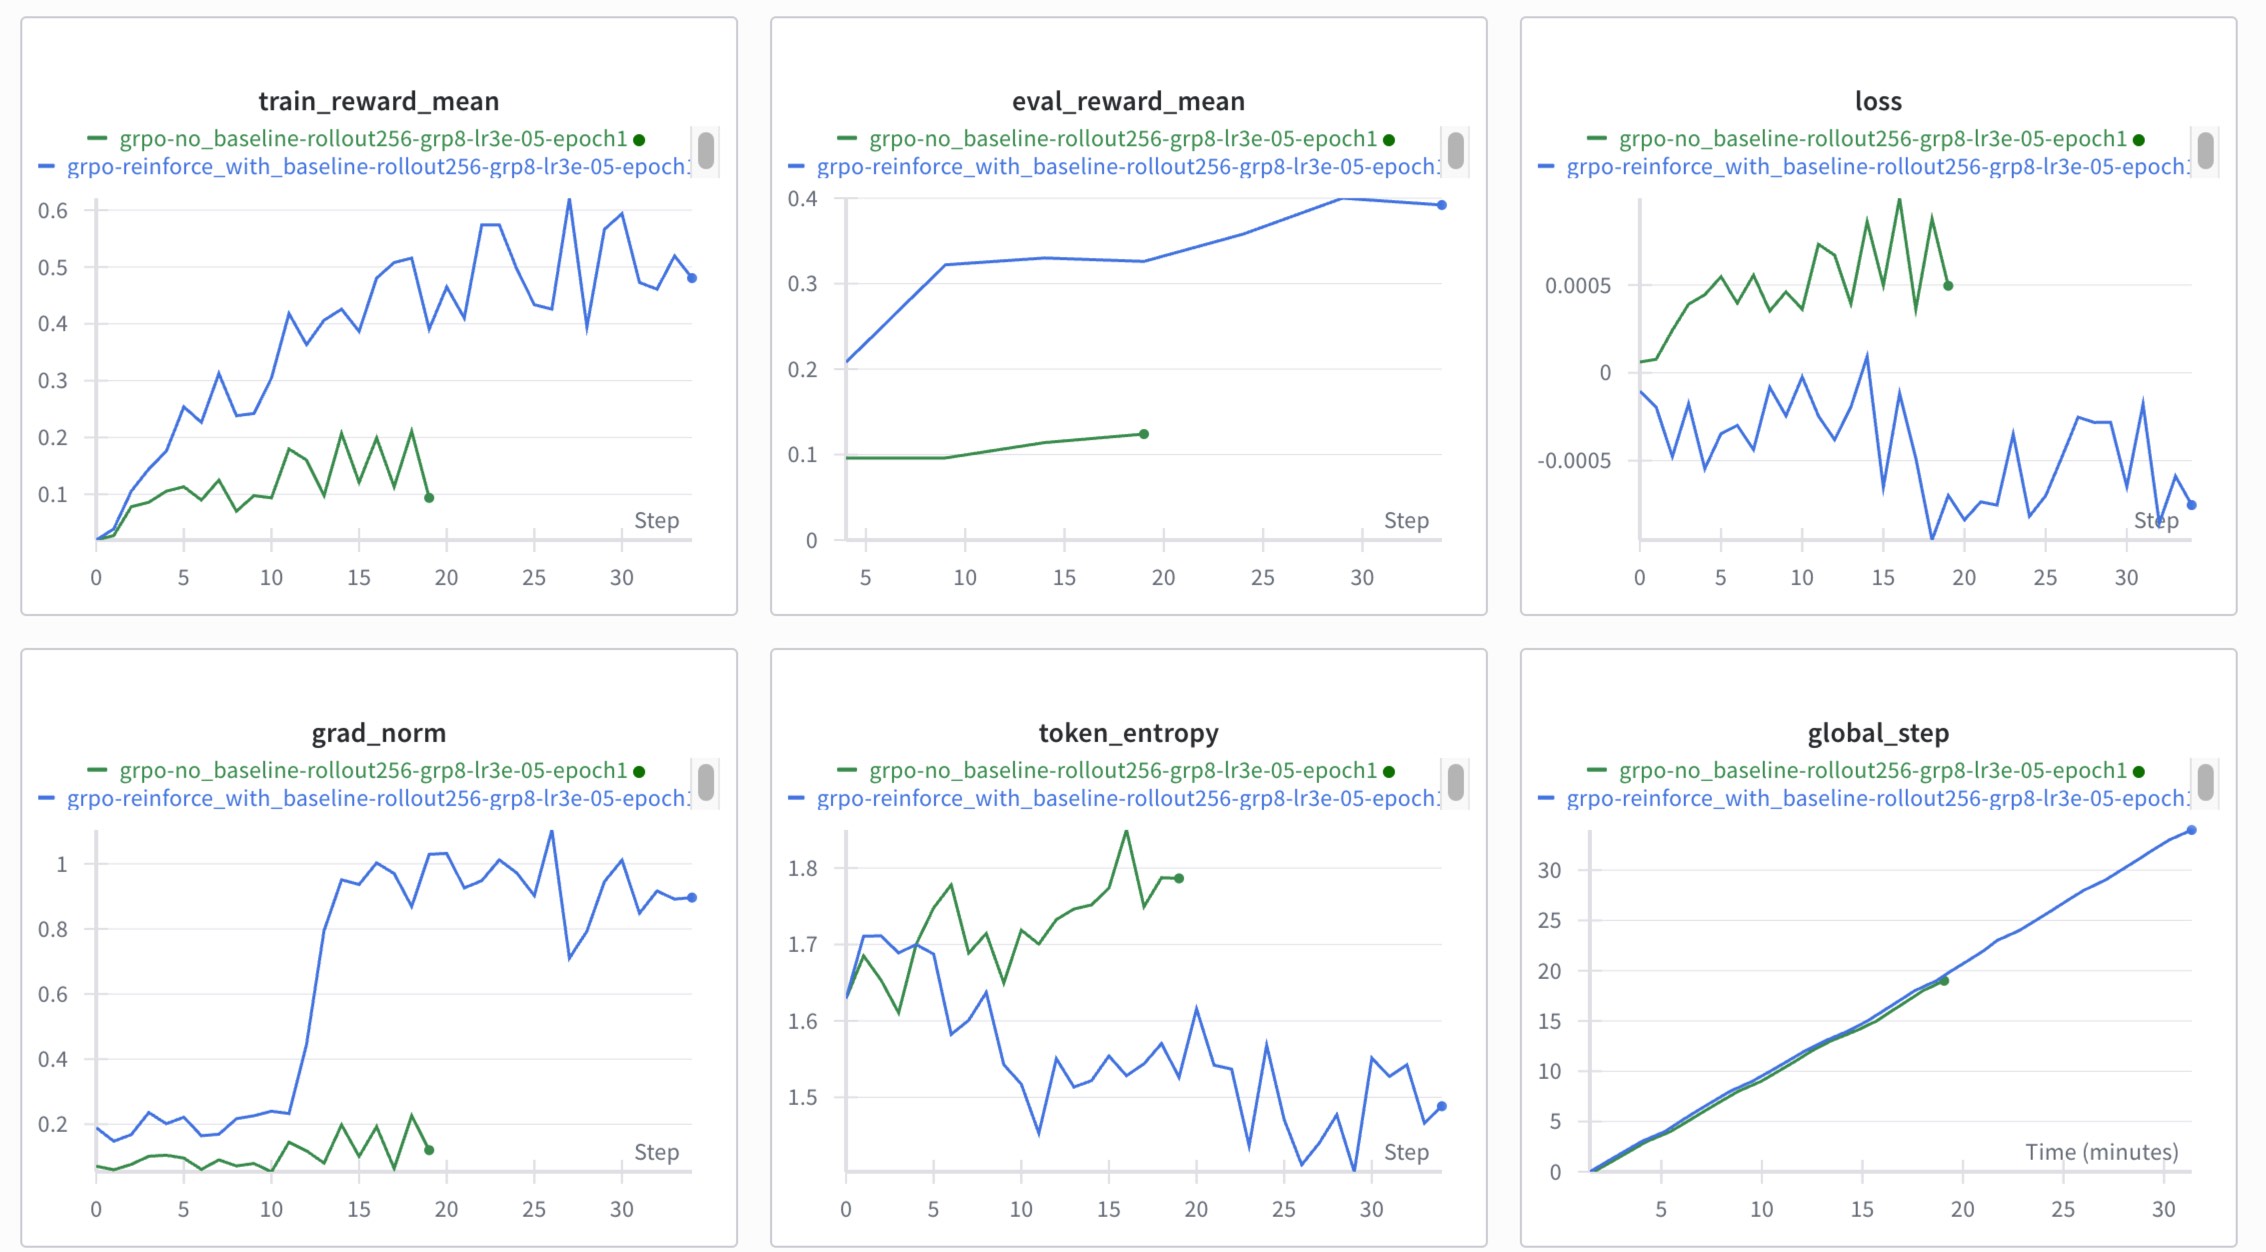 train_reward_mean
grpo-no_baseline-rollout256-grp8-lr3e-05-epoch1
grpo-reinforce_with_baseline-rollout256-grp8-lr3e-05-epoch1
0.6
0.5
0.4
0.3
0.2
0.1
Step
0 5 10 15 20 25 30
eval_reward_mean
grpo-no_baseline-rollout256-grp8-lr3e-05-epoch1
grpo-reinforce_with_baseline-rollout256-grp8-lr3e-05-epoch1
0.4
0.3
0.2
0.1
0
Step
5 10 15 20 25 30
loss
grpo-no_baseline-rollout256-grp8-lr3e-05-epoch1
grpo-reinforce_with_baseline-rollout256-grp8-lr3e-05-epoch1
0.0005
0
-0.0005
Step
0 5 10 15 20 25 30
grad_norm
grpo-no_baseline-rollout256-grp8-lr3e-05-epoch1
grpo-reinforce_with_baseline-rollout256-grp8-lr3e-05-epoch1
1
0.8
0.6
0.4
0.2
Step
0 5 10 15 20 25 30
token_entropy
grpo-no_baseline-rollout256-grp8-lr3e-05-epoch1
grpo-reinforce_with_baseline-rollout256-grp8-lr3e-05-epoch1
1.8
1.7
1.6
1.5
Step
0 5 10 15 20 25 30
global_step
grpo-no_baseline-rollout256-grp8-lr3e-05-epoch1
grpo-reinforce_with_baseline-rollout256-grp8-lr3e-05-epoch1
30
25
20
15
10
5
0
Time (minutes)
5 10 15 20 25 30